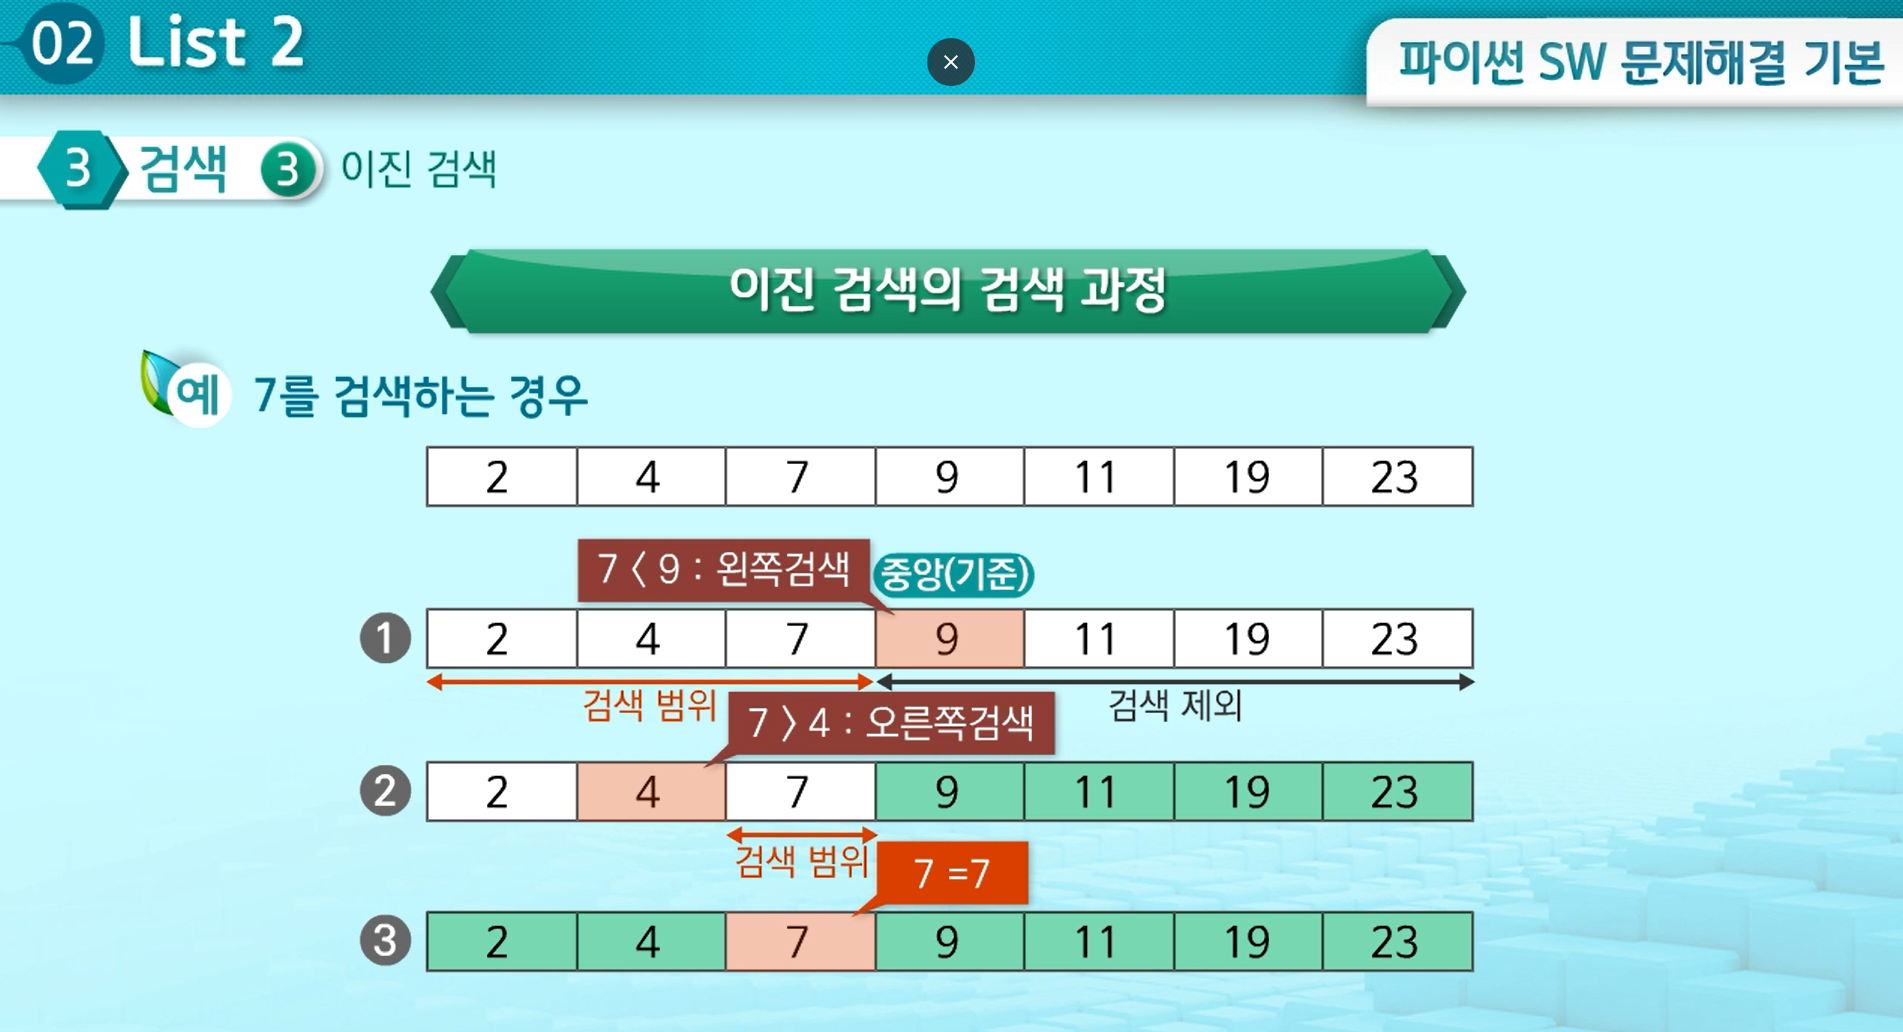 02 List 2
파이썬 SW 문제해결 기본
3 검색 3 이진 검색
이진 검색의 검색 과정
예 7를 검색하는 경우
2 4 7 9 11 19 23
7 < 9 : 왼쪽검색 중앙(기준)
1 2 4 7 9 11 19 23
검색 범위 검색 제외
7 > 4 : 오른쪽검색
2 2 4 7 9 11 19 23
검색 범위
7 =7
3 2 4 7 9 11 19 23